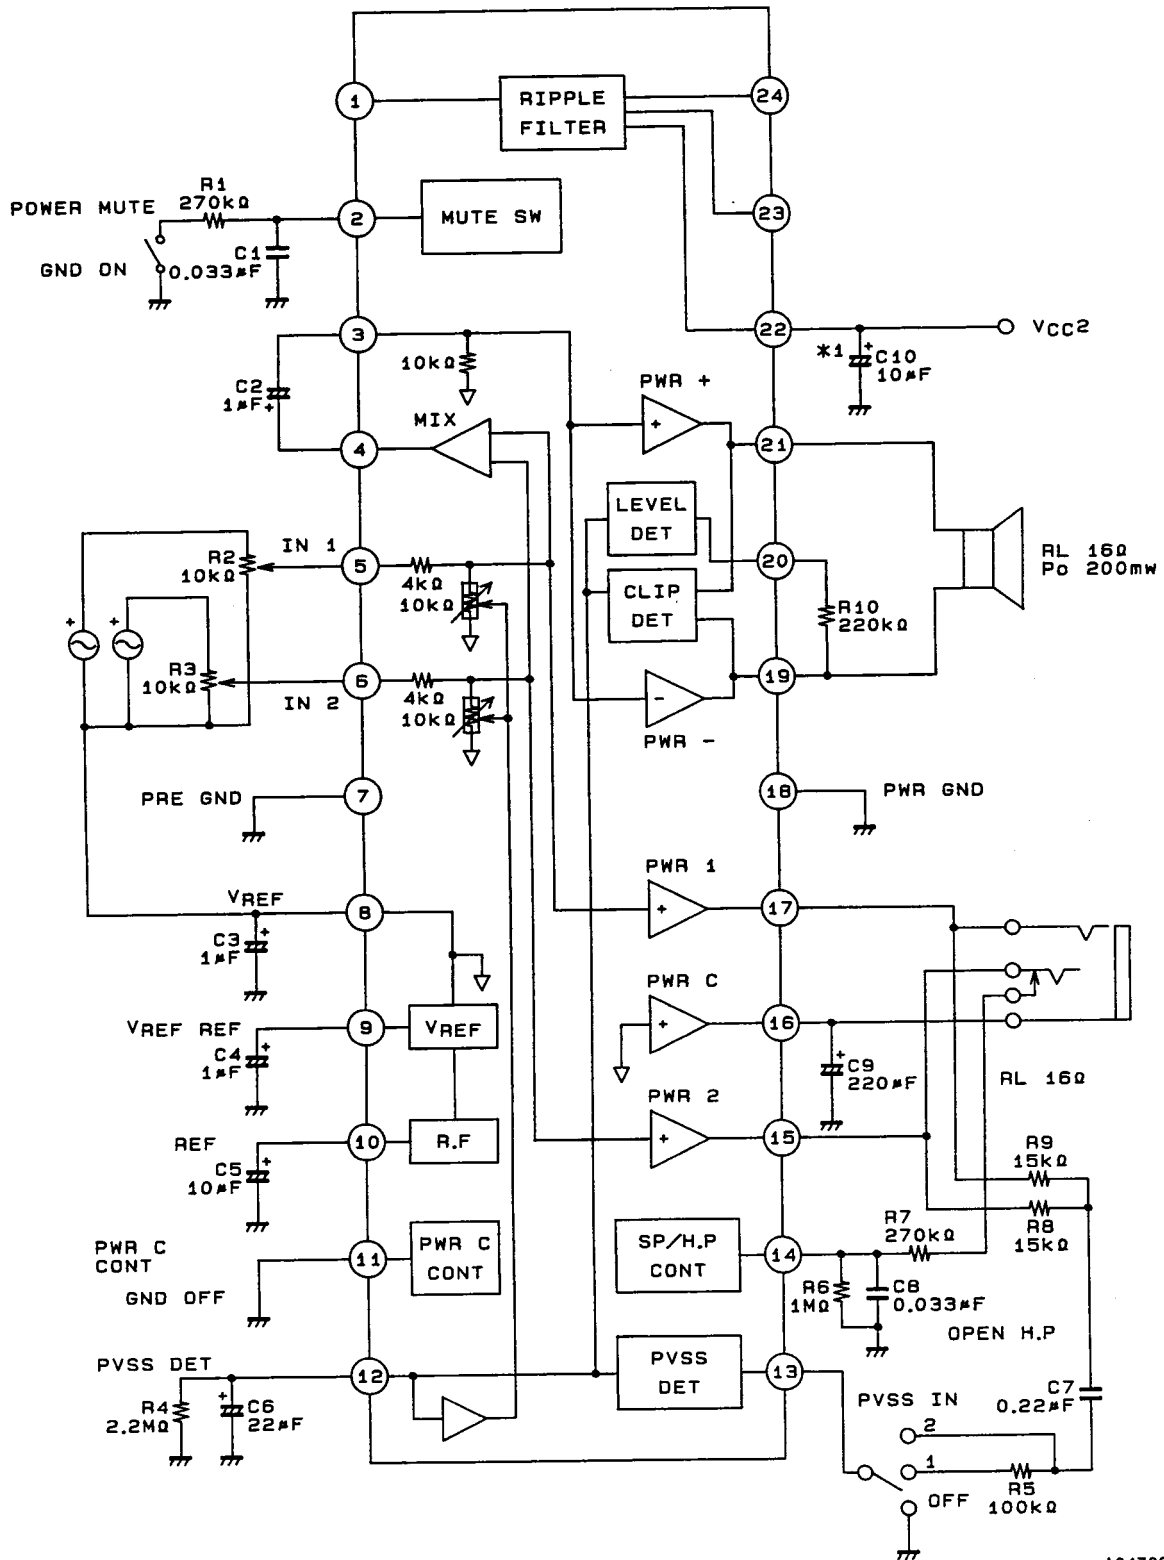 1
RIPPLE
FILTER
24
R1
270kΩ
POWER MUTE
2
MUTE SW
23
C1
0.033μF
GND ON
3
22
VCC2
*1
+
C10
10μF
10kΩ
C2
1μF
+
PWR +
MIX
+
4
21
LEVEL
DET
IN 1
R2
10kΩ
5
20
RL 16Ω
Po 200mw
4kΩ
10kΩ
CLIP
DET
R10
220kΩ
+
+
R3
10kΩ
6
19
IN 2
4kΩ
10kΩ
-
PWR -
PRE GND
7
18
PWR GND
PWR 1
VREF
8
+
17
C3
1μF
+
PWR C
VREF REF
9
VREF
+
16
C4
1μF
+
C9
220μF
+
RL 16Ω
PWR 2
REF
10
R.F
+
15
C5
10μF
+
R9
15kΩ
R7
270kΩ
R8
15kΩ
PWR C
CONT
11
PWR C
CONT
SP/H.P
CONT
14
GND OFF
R6
1MΩ
C8
0.033μF
OPEN H.P
PVSS DET
12
PVSS
DET
13
R4
2.2MΩ
+
C6
22μF
PVSS IN
C7
0.22μF
2
1
OFF
R5
100kΩ